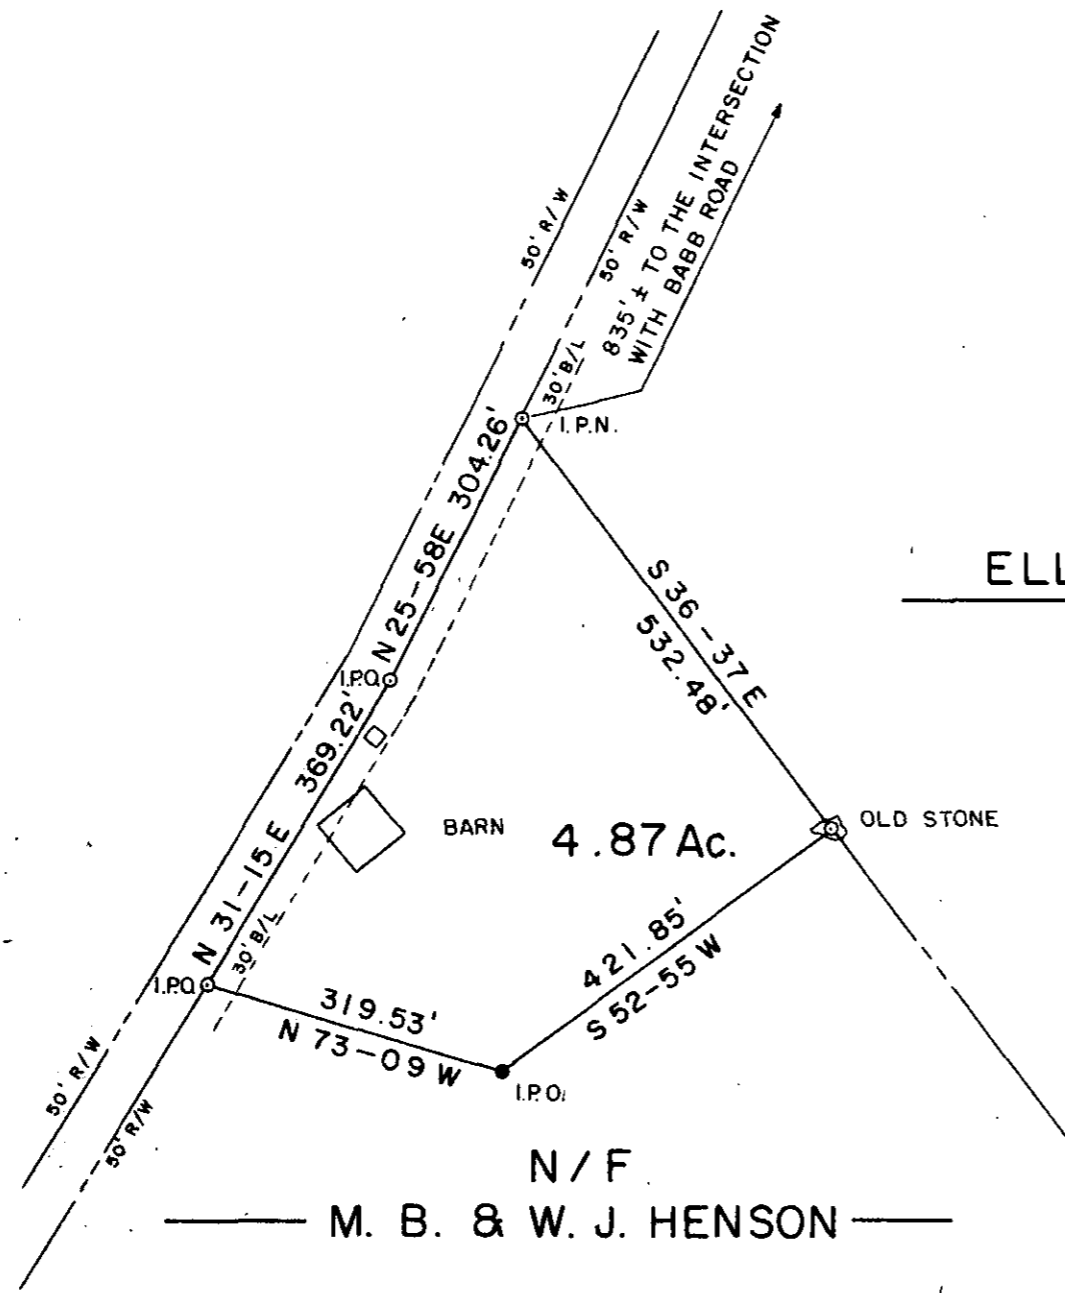 50' R/W
50' R/W
835' ± TO THE INTERSECTION
WITH BABB ROAD
30' B/L
I.P.N.
N 25-58E 304.26'
S 36-37 E
532.48'
ELL
I.P.O.
N 31-15 E 369.22'
BARN
4.87 Ac.
OLD STONE
30' B/L
I.P.O.
421.85'
S 52-55 W
319.53'
N 73-09 W
I.P.O.
50' R/W
50' R/W
N/F
M. B. & W. J. HENSON